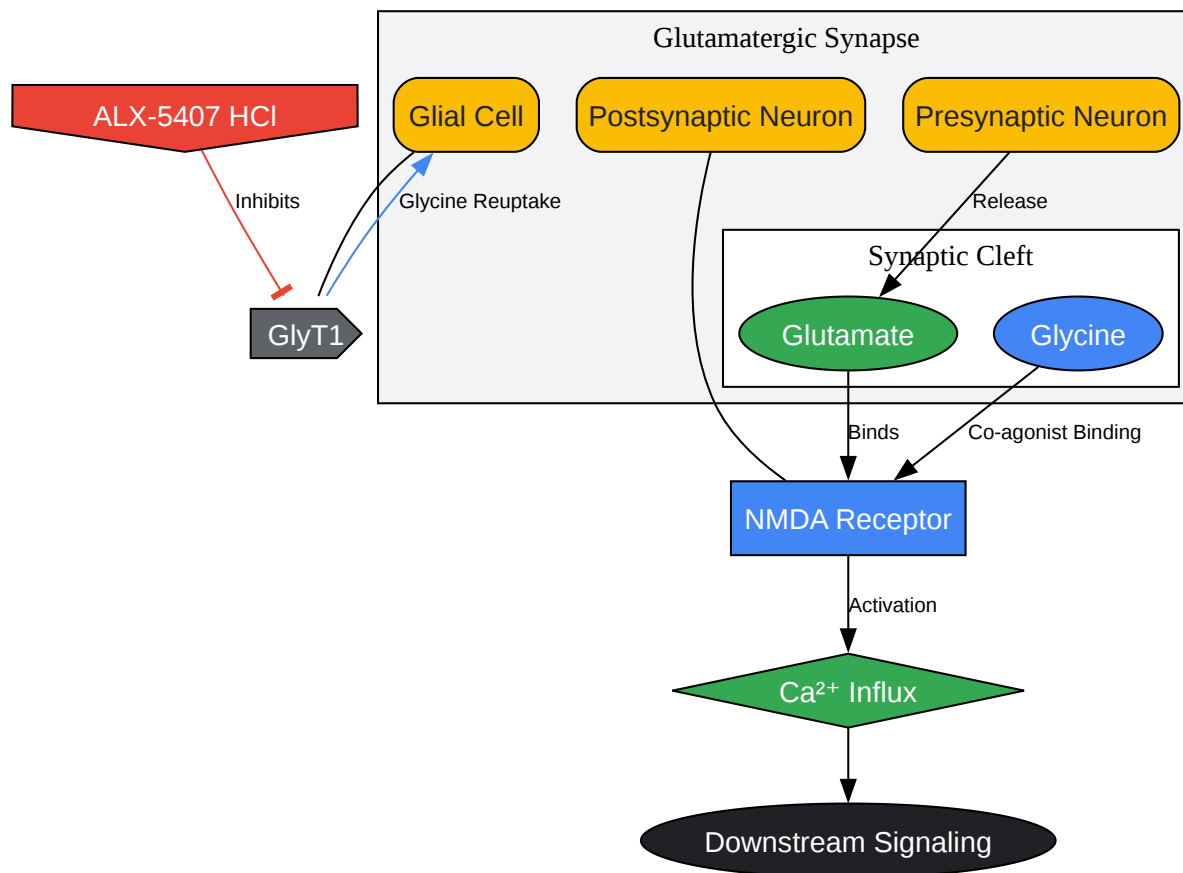 Glutamatergic Synapse
ALX-5407 HCl
Glial Cell
Postsynaptic Neuron
Presynaptic Neuron
Inhibits
Glycine Reuptake
Release
Synaptic Cleft
GlyT1
Glutamate
Glycine
Binds
Co-agonist Binding
NMDA Receptor
Activation
Ca²⁺ Influx
Downstream Signaling